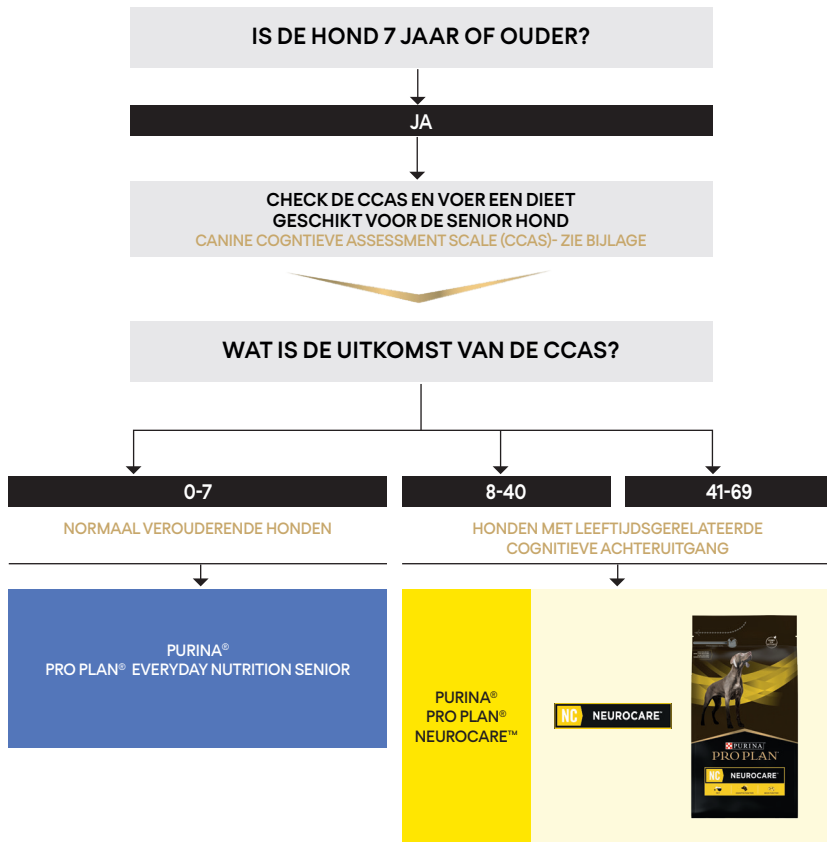 IS DE HOND 7 JAAR OF OUDER?
JA
CHECK DE CCAS EN VOER EEN DIEET
GESCHIKT VOOR DE SENIOR HOND
CANINE COGNTIEVE ASSESSMENT SCALE (CCAS)- ZIE BIJLAGE
WAT IS DE UITKOMST VAN DE CCAS?
0-7
8-40
41-69
NORMAAL VEROUDERENDE HONDEN
HONDEN MET LEEFTIJDSGERELATEERDE
COGNITIEVE ACHTERUITGANG
PURINA®
PRO PLAN® EVERYDAY NUTRITION SENIOR
PURINA®
PRO PLAN®
NEUROCARE™
NC NEUROCARE™
PURINA
PRO PLAN
NC NEUROCARE